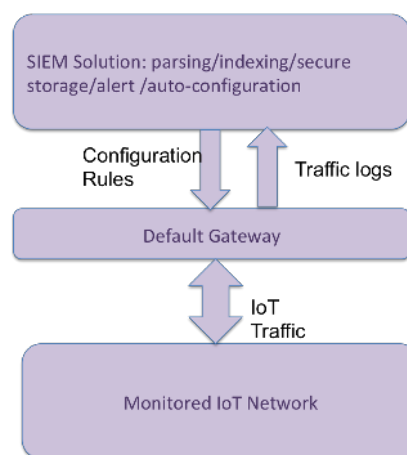 SIEM Solution: parsing/indexing/secure
storage/alert /auto-configuration
Configuration
Rules
Traffic logs
Default Gateway
IoT
Traffic
Monitored IoT Network